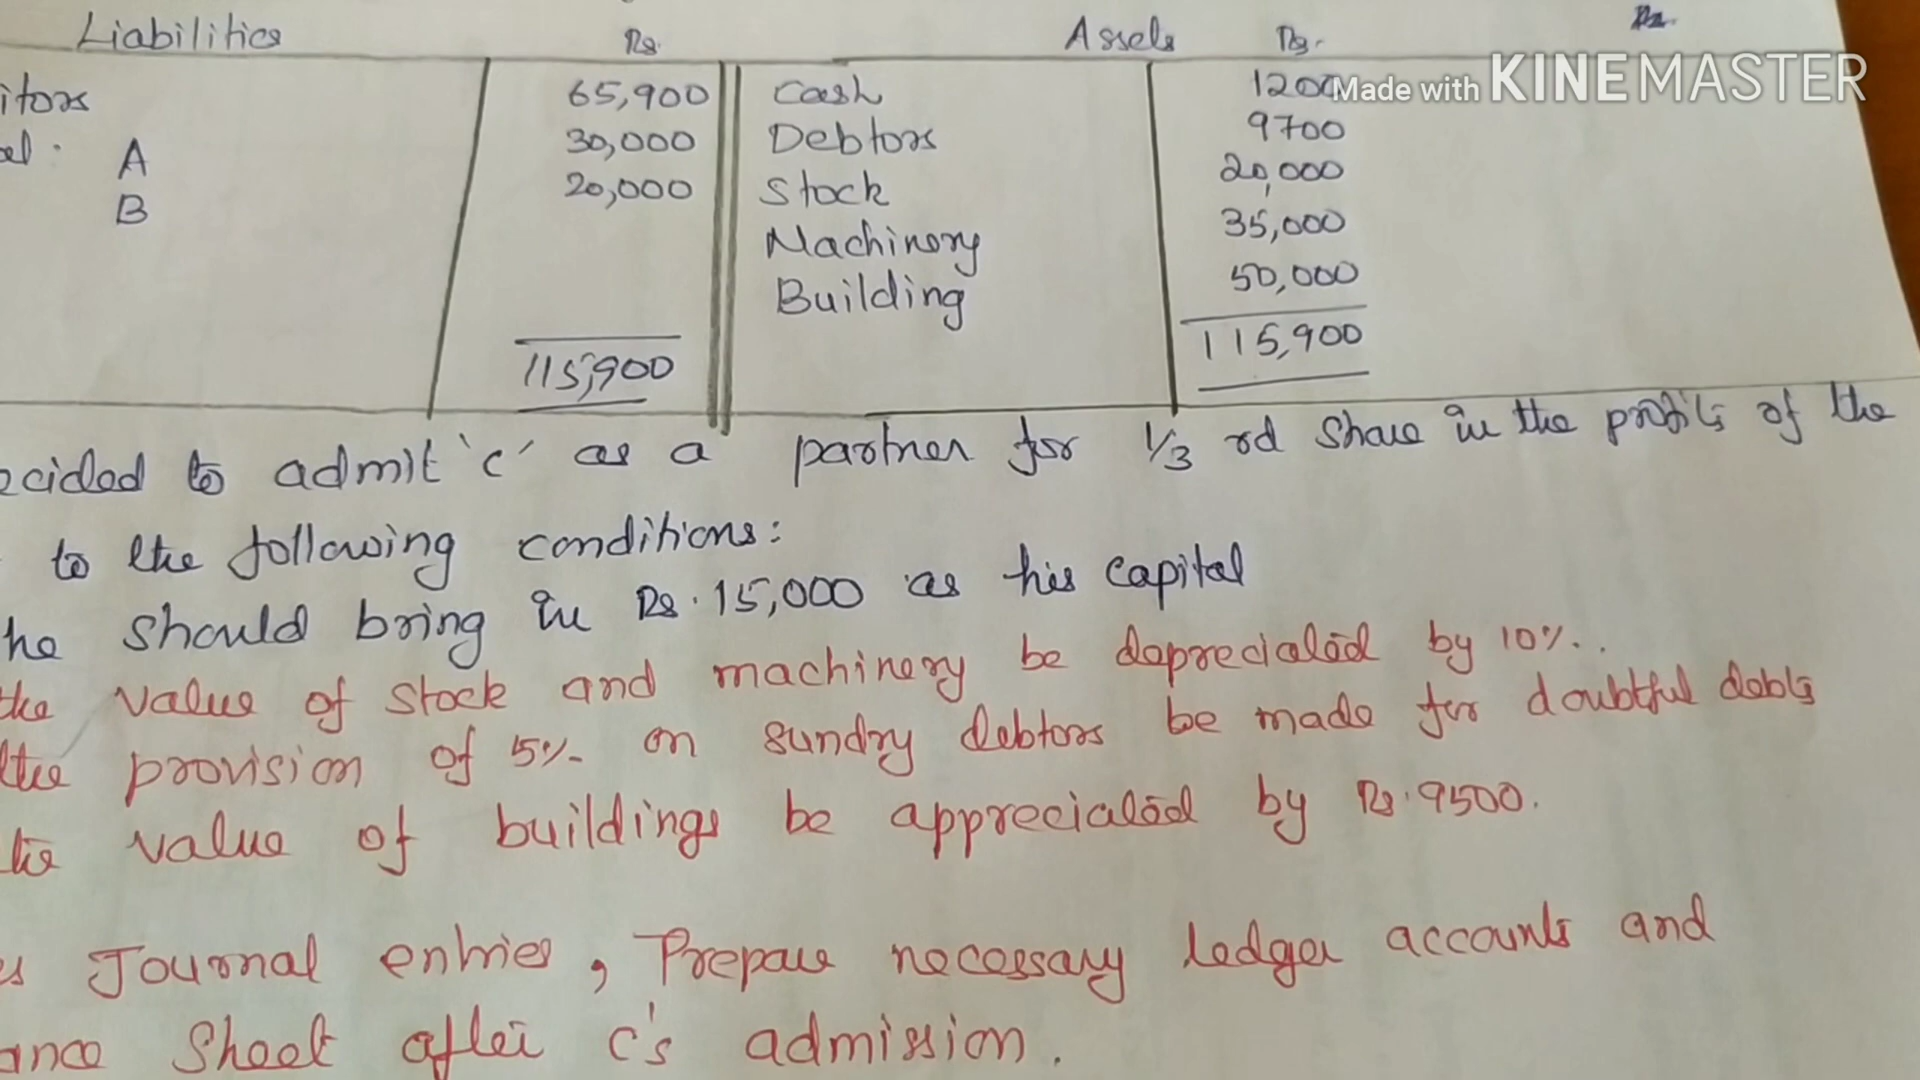 Liabilities Rs. Assets Rs. Rs.
itors 65,900 Cash 1200
al. A 30,000 Debtors 9700
B 20,000 Stock 20,000
Machinery 35,000
Building 50,000
115,900 115,900
Made with KINEMASTER
ecided to admit 'c' as a partner for 1/3 rd share in the profits of the
to the following conditions:
he should bring in Rs. 15,000 as his capital
the value of stock and machinery be depreciated by 10%.
the provision of 5% on sundry debtors be made for doubtful debts
the value of buildings be appreciated by Rs. 9500.
s Journal entries, Prepare necessary ledger accounts and
ance Sheet after C's admission.